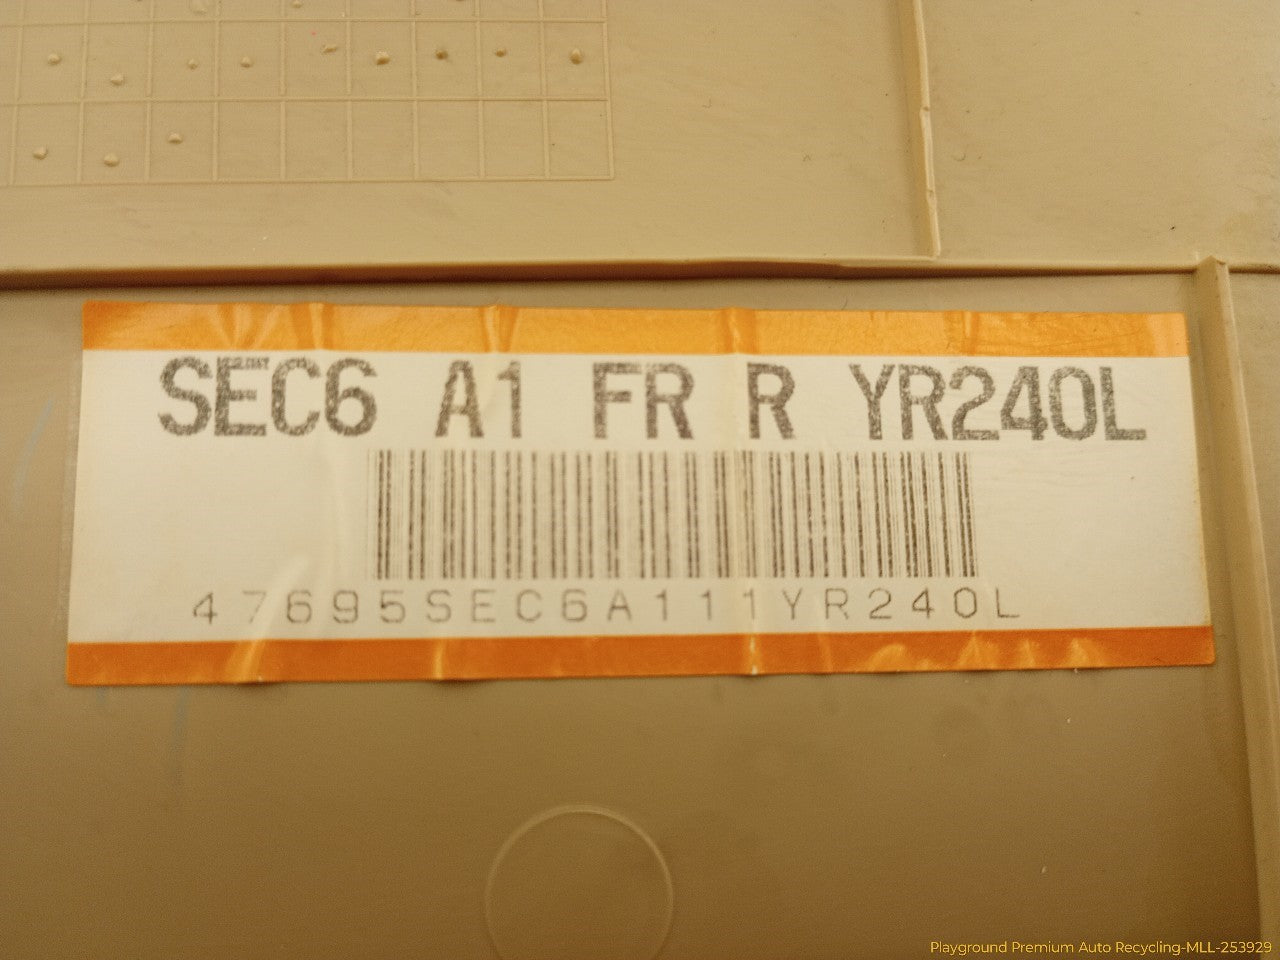 SEC6 A1 FR R YR240L
47695SEC6A111YR240L
Playground Premium Auto Recycling-MLL-253929